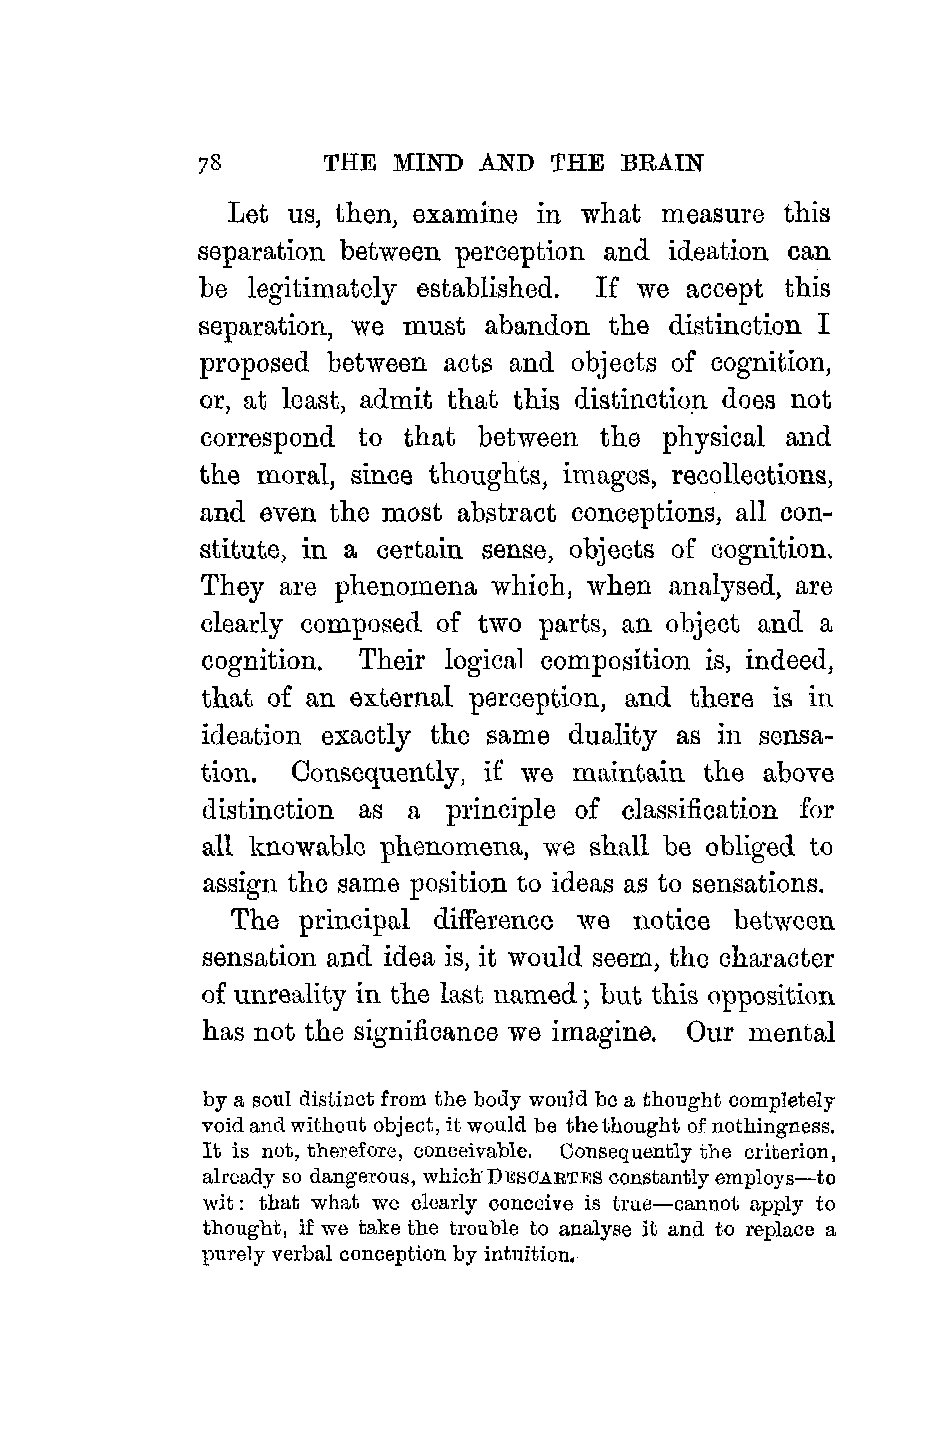 78 THE MIND AND THE BRAIN
Let us, then, examine in what measure this
separation between perception and ideation can
be legitimately established. If we accept this
separation, we must abandon the distinction I
proposed between acts and objects of cognition,
or, at least, admit that this distinction does not
correspond to that between the physical and
the moral, since thoughts, images, recollections,
and even the most abstract conceptions, all con-
stitute, in a certain sense, objects of cognition.
They are phenomena which, when analysed, are
clearly composed of two parts, an object and a
cognition. Their logical composition is, indeed,
that of an external perception, and there is in
ideation exactly the same duality as in sensa-
tion. Consequently, if we maintain the above
distinction as a principle of classification for
all knowable phenomena, we shall be obliged to
assign the same position to ideas as to sensations.
The principal difference we notice between
sensation and idea is, it would seem, the character
of unreality in the last named; but this opposition
has not the significance we imagine. Our mental
by a soul distinct from the body would be a thought completely
void and without object, it would be the thought of nothingness.
It is not, therefore, conceivable. Consequently the criterion,
already so dangerous, which DESCARTES constantly employs—to
wit: that what we clearly conceive is true—cannot apply to
thought, if we take the trouble to analyse it and to replace a
purely verbal conception by intuition.